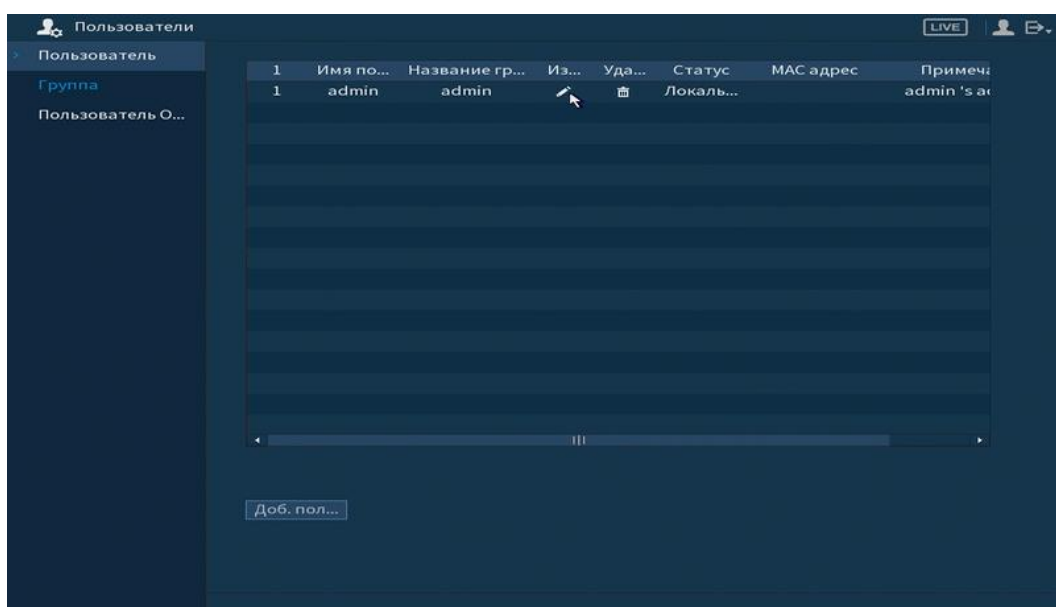 Пользователи LIVE
Пользователь
Группа
Пользователь О...
1 Имя по... Название гр... Из... Уда... Статус MAC адрес Примеча
1 admin admin Локаль... admin 's a
Доб. пол...